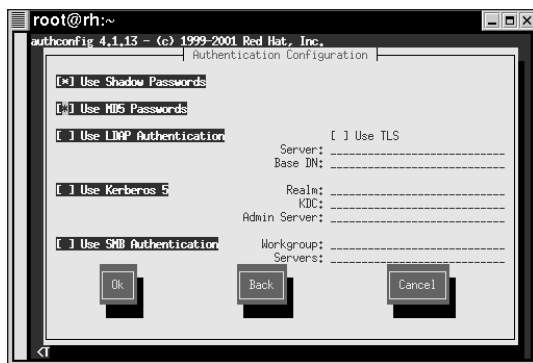 root@rh:~
authconfig 4.1.13 - (c) 1999-2001 Red Hat, Inc.
Authentication Configuration
[*] Use Shadow Passwords
[*] Use MD5 Passwords
[ ] Use LDAP Authentication [ ] Use TLS
Server:
Base DN:
[ ] Use Kerberos 5 Realm:
KDC:
Admin Server:
[ ] Use SMB Authentication Workgroup:
Servers:
Ok Back Cancel